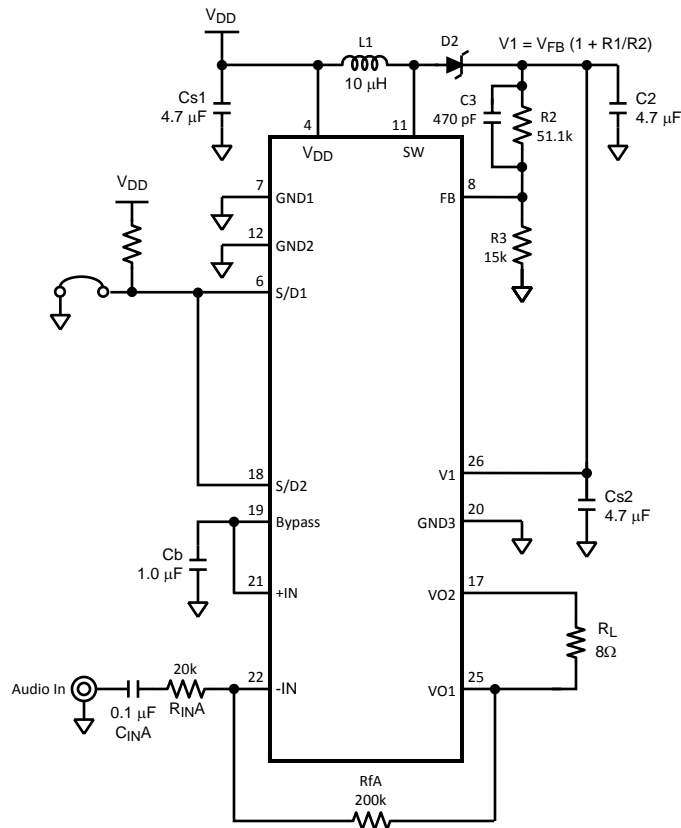 VDD
L1
10 μH
D2
V1 = VFB (1 + R1/R2)
Cs1
4.7 μF
4
VDD
11
SW
C3
470 pF
R2
51.1k
C2
4.7 μF
VDD
7
GND1
8
FB
12
GND2
R3
15k
6
S/D1
18
S/D2
26
V1
19
Bypass
20
GND3
Cs2
4.7 μF
Cb
1.0 μF
21
+IN
17
VO2
RL
8Ω
Audio In
0.1 μF
CINA
20k
RINA
22
-IN
25
VO1
RfA
200k